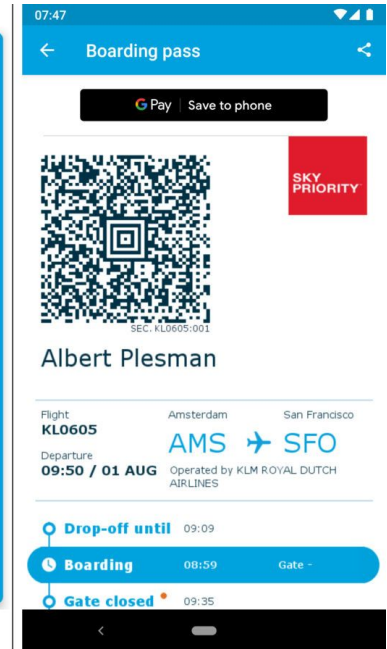 07:47
Boarding pass
G Pay | Save to phone
SKY
PRIORITY
SEC. KL0605:001
Albert Plesman
Flight
KL0605
Amsterdam
San Francisco
AMS
SFO
Departure
09:50 / 01 AUG
Operated by KLM ROYAL DUTCH
AIRLINES
Drop-off until 09:09
Boarding 08:59 Gate -
Gate closed 09:35